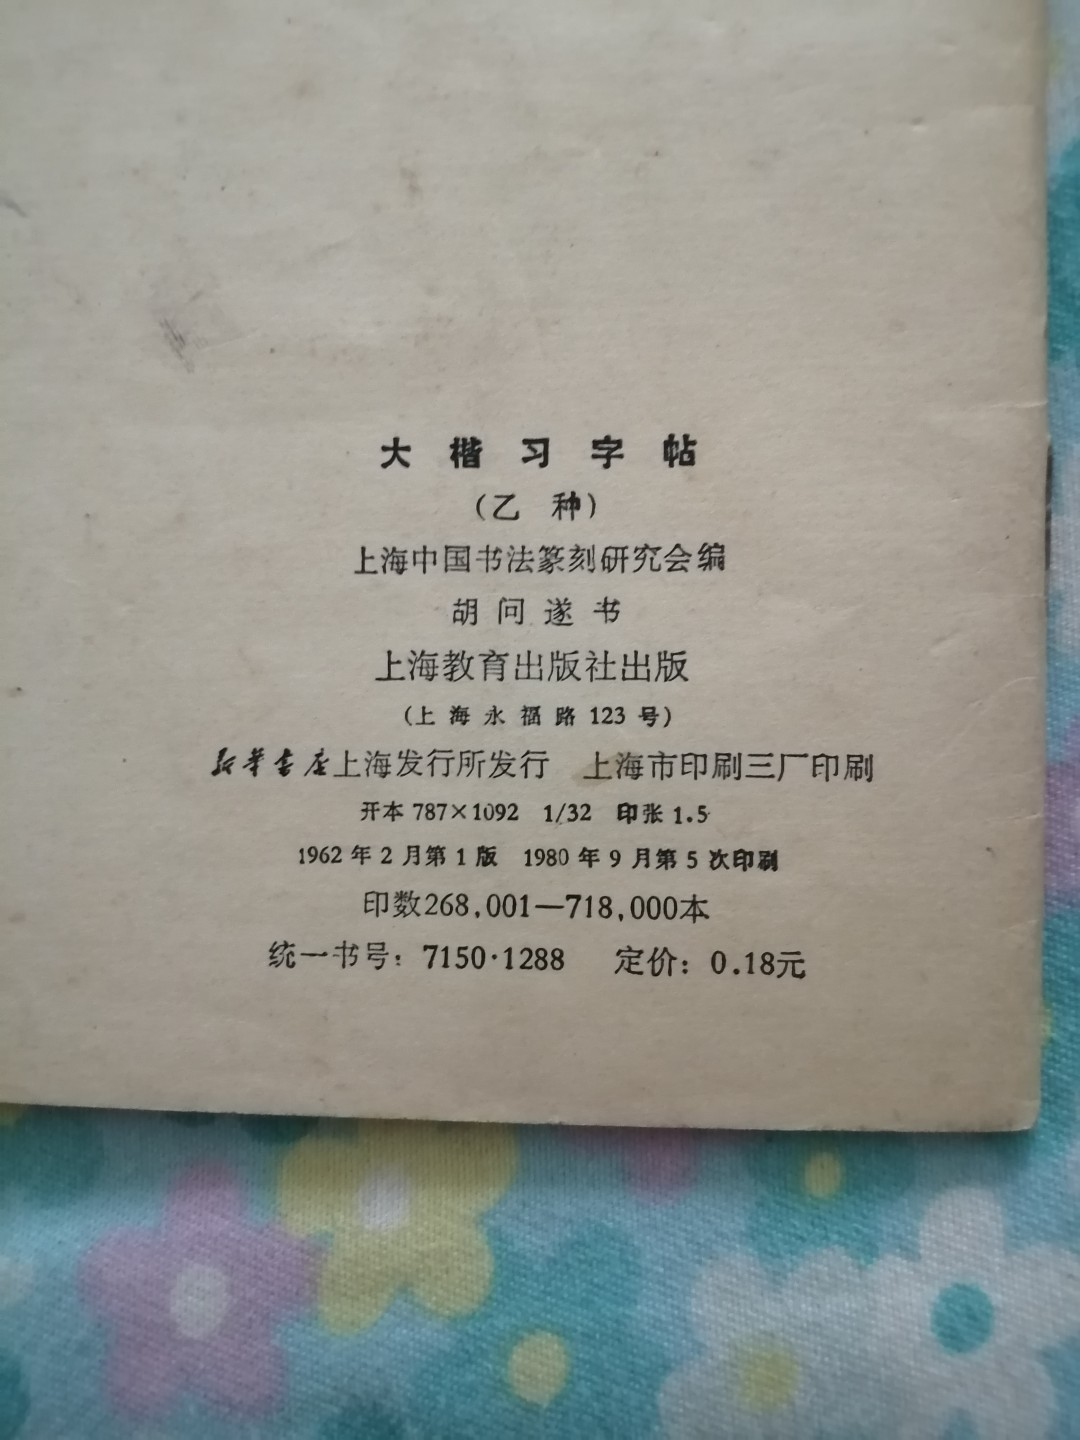 大楷习字帖
(乙种)
上海中国书法篆刻研究会编
胡问遂书
上海教育出版社出版
(上海永福路123号)
新华书店上海发行所发行 上海市印刷三厂印刷
开本 787×1092 1/32 印张 1.5
1962年2月第1版 1980年9月第5次印刷
印数268,001—718,000本
统一书号：7150·1288 定价：0.18元